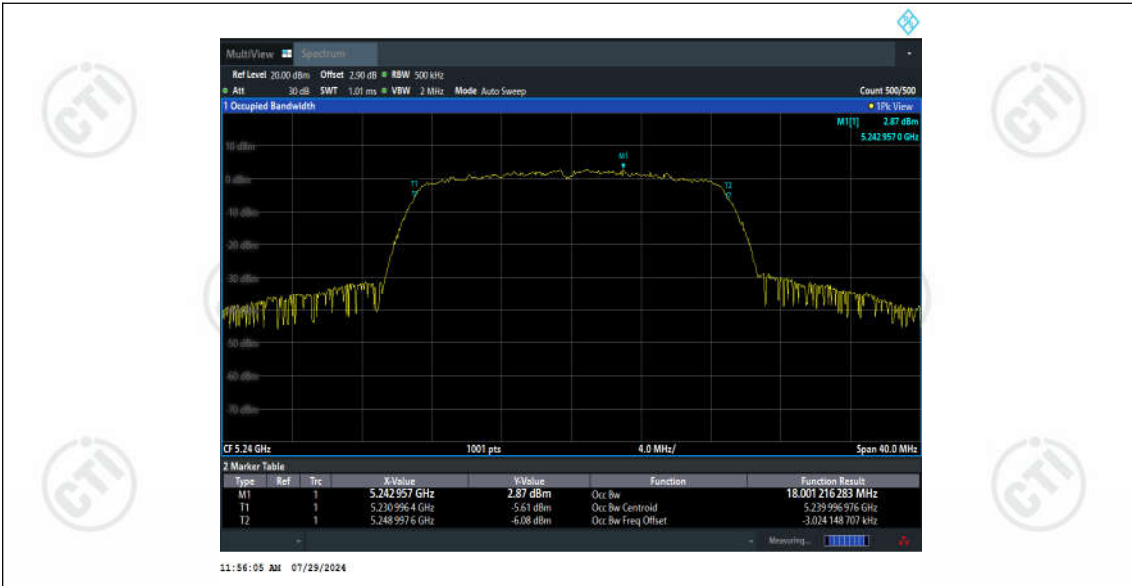 MultiView Spectrum
Ref Level 20.00 dBm Offset 2.90 dB RBW 500 kHz
Att 30 dB SWT 1.01 ms VBW 2 MHz Mode Auto Sweep Count 500/500
1 Occupied Bandwidth 1Pk View
M1[1] 2.87 dBm
5.242 957 0 GHz
10 dBm
M1
0 dBm
T1 T2
-10 dBm
-20 dBm
-30 dBm
-50 dBm
-60 dBm
-70 dBm
CF 5.24 GHz 1001 pts 4.0 MHz/ Span 40.0 MHz
2 Marker Table
Type Ref Trc X-Value Y-Value Function Function Result
M1 1 5.242 957 GHz 2.87 dBm Occ Bw 18.001 216 283 MHz
T1 1 5.230 996 4 GHz -5.61 dBm Occ Bw Centroid 5.239 996 976 GHz
T2 1 5.248 997 6 GHz -6.08 dBm Occ Bw Freq Offset -3.024 148 707 kHz
Measuring...
11:56:05 AM 07/29/2024
CTI
CTI
CTI
CTI